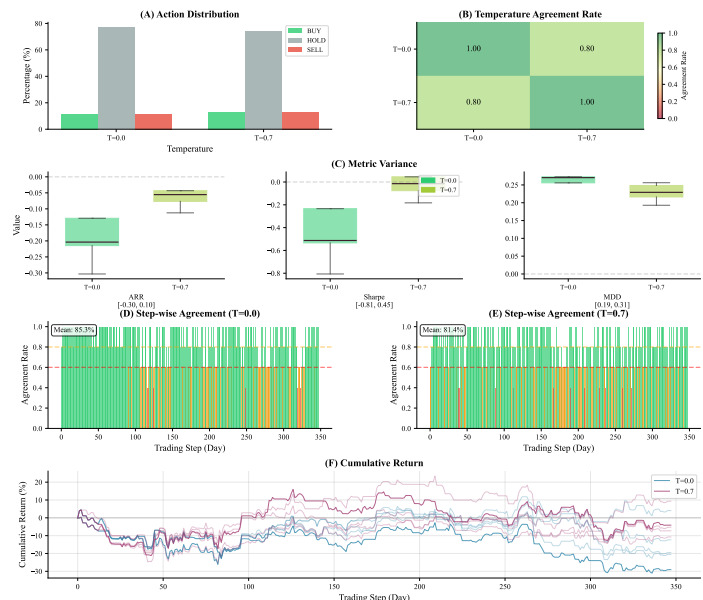 (A) Action Distribution
BUY
HOLD
SELL
Percentage (%)
80
60
40
20
0
T=0.0
T=0.7
Temperature
(B) Temperature Agreement Rate
T=0.0
T=0.7
1.00
0.80
0.80
1.00
T=0.0
T=0.7
1.0
0.8
0.6
0.4
0.2
0.0
Agreement Rate
(C) Metric Variance
T=0.0
T=0.7
Value
0.00
−0.05
−0.10
−0.15
−0.20
−0.25
−0.30
T=0.0
T=0.7
ARR
[-0.30, 0.10]
0.0
−0.2
−0.4
−0.6
−0.8
T=0.0
T=0.7
Sharpe
[-0.81, 0.45]
0.25
0.20
0.15
0.10
0.05
0.00
T=0.0
T=0.7
MDD
[0.19, 0.31]
(D) Step-wise Agreement (T=0.0)
Mean: 85.3%
Agreement Rate
1.0
0.8
0.6
0.4
0.2
0.0
0 50 100 150 200 250 300 350
Trading Step (Day)
(E) Step-wise Agreement (T=0.7)
Mean: 81.4%
Agreement Rate
1.0
0.8
0.6
0.4
0.2
0.0
0 50 100 150 200 250 300 350
Trading Step (Day)
(F) Cumulative Return
T=0.0
T=0.7
Cumulative Return (%)
20
10
0
−10
−20
−30
0 50 100 150 200 250 300 350
Trading Step (Day)